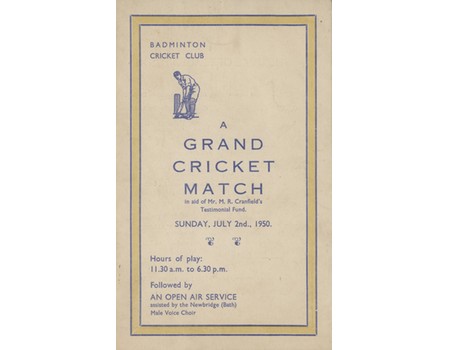 BADMINTON
CRICKET CLUB
A
GRAND
CRICKET
MATCH
in aid of Mr. M. R. Cranfield's
Testimonial Fund.
SUNDAY, JULY 2nd., 1950.
Hours of play:
11.30 a.m. to 6.30 p.m.
Followed by
AN OPEN AIR SERVICE
assisted by the Newbridge (Bath)
Male Voice Choir